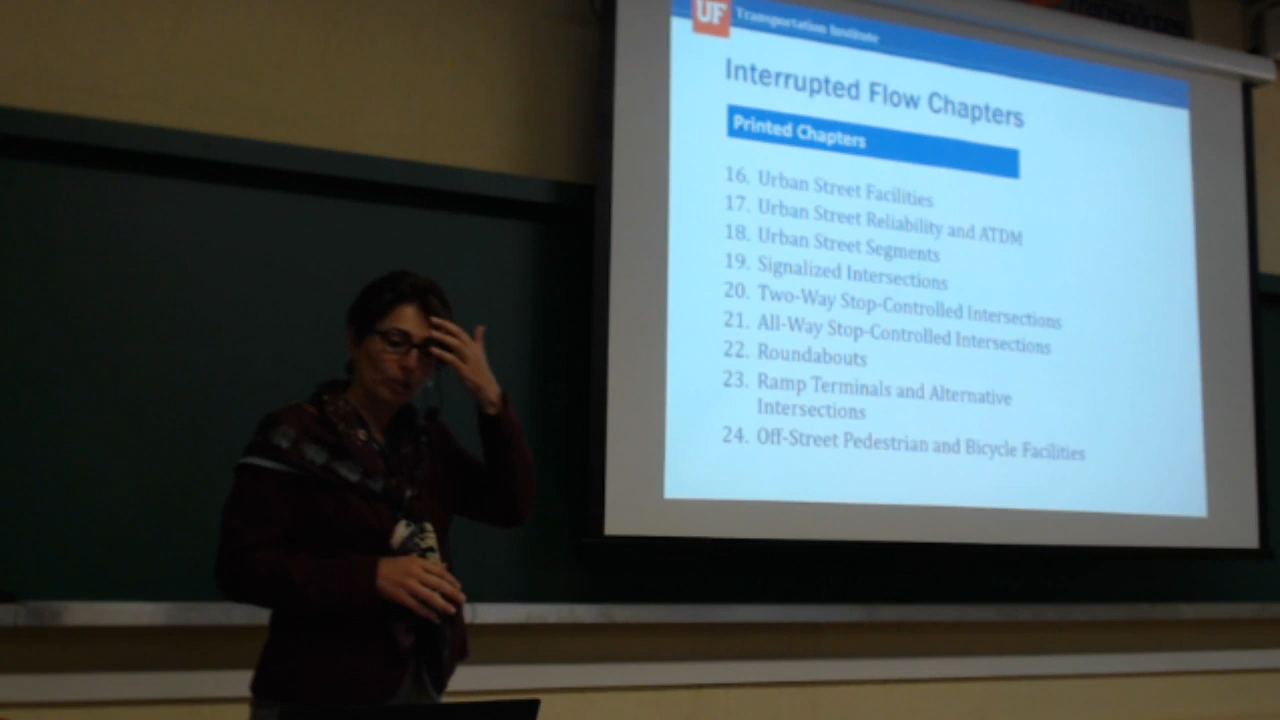 UF Transportation Institute
Interrupted Flow Chapters
Printed Chapters
16. Urban Street Facilities
17. Urban Street Reliability and ATDM
18. Urban Street Segments
19. Signalized Intersections
20. Two-Way Stop-Controlled Intersections
21. All-Way Stop-Controlled Intersections
22. Roundabouts
23. Ramp Terminals and Alternative
Intersections
24. Off-Street Pedestrian and Bicycle Facilities